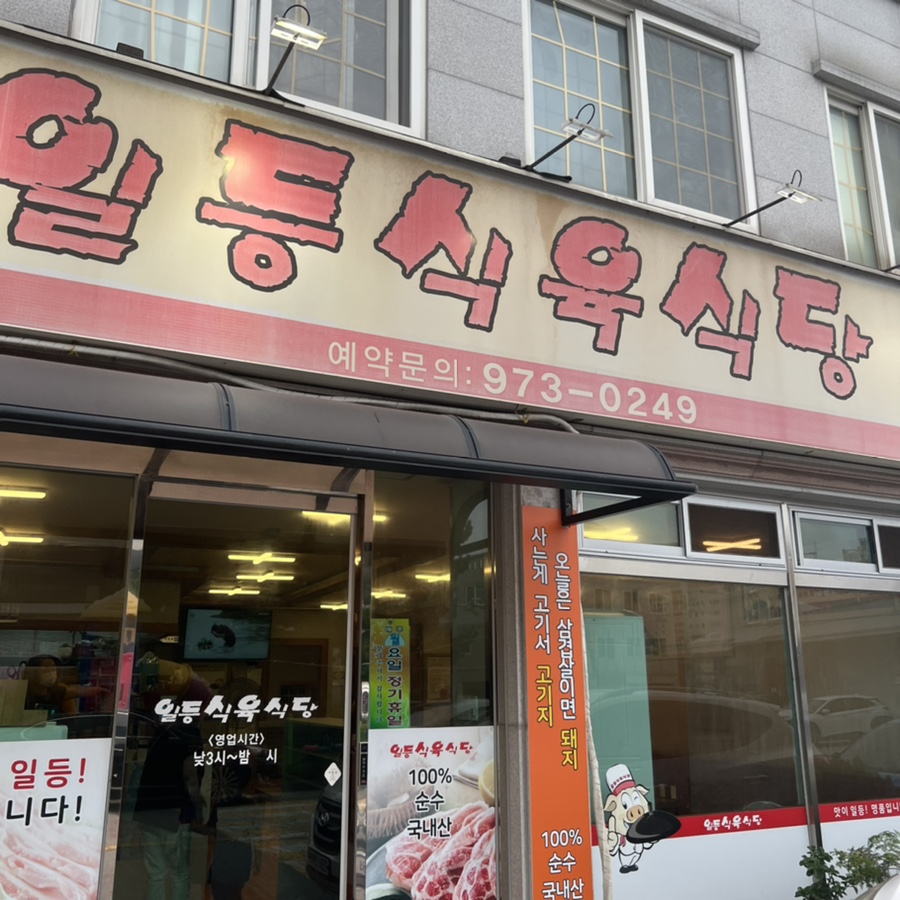 일등식육식당
예약문의: 973-0249
사는게 고기서 고기지
오늘은 삼겹살이면 돼지
100%
순수
국내산
요일 정기휴일
일등식육식당
<영업시간>
낮3시~밤 시
일등!
니다!
일등식육식당
100%
순수
국내산
일등식육식당
맛이 일등! 명품입니